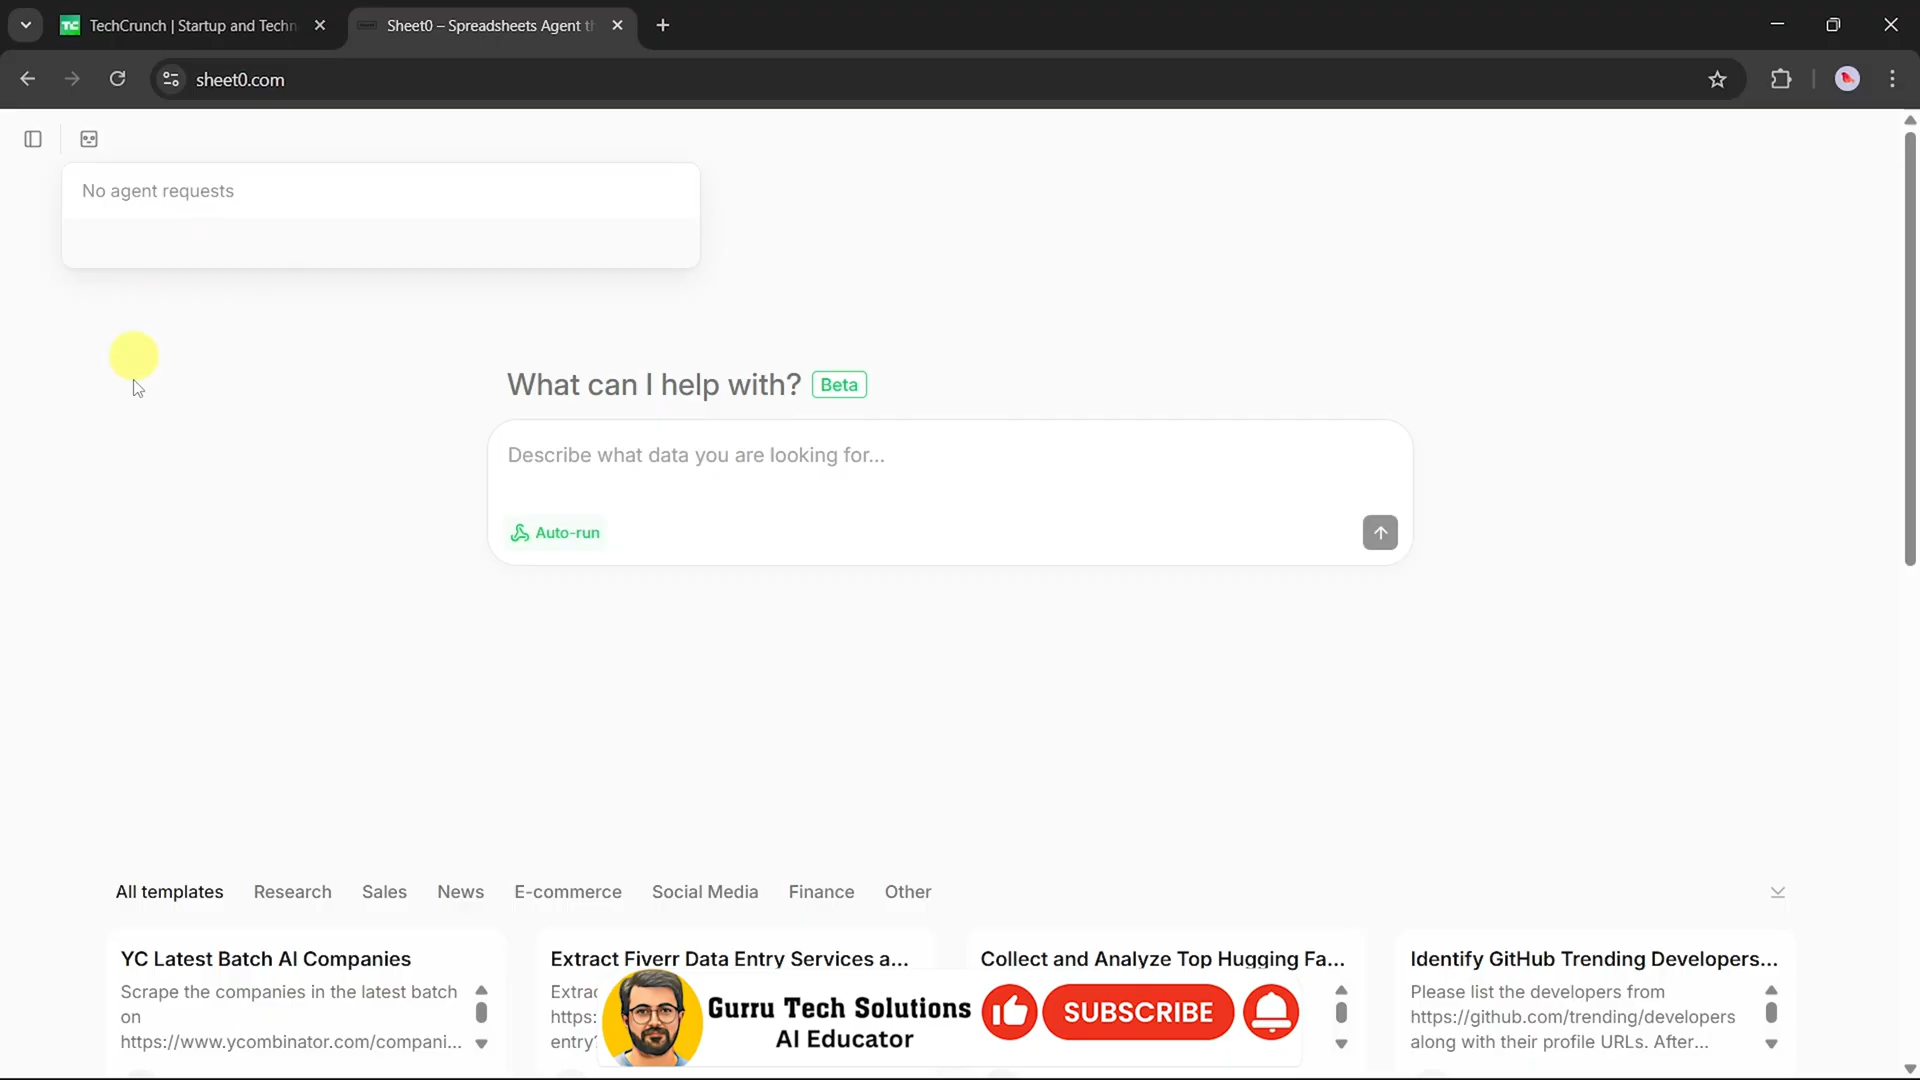 TechCrunch | Startup and Techn
Sheet0 – Spreadsheets Agent th
sheet0.com
No agent requests
What can I help with? Beta
Describe what data you are looking for...
Auto-run
All templates Research Sales News E-commerce Social Media Finance Other
YC Latest Batch AI Companies
Scrape the companies in the latest batch
on
https://www.ycombinator.com/compani...
Extract Fiverr Data Entry Services a...
https:
entry?
Collect and Analyze Top Hugging Fa...
Identify GitHub Trending Developers...
Please list the developers from
https://github.com/trending/developers
along with their profile URLs. After...
Gurru Tech Solutions
AI Educator
SUBSCRIBE